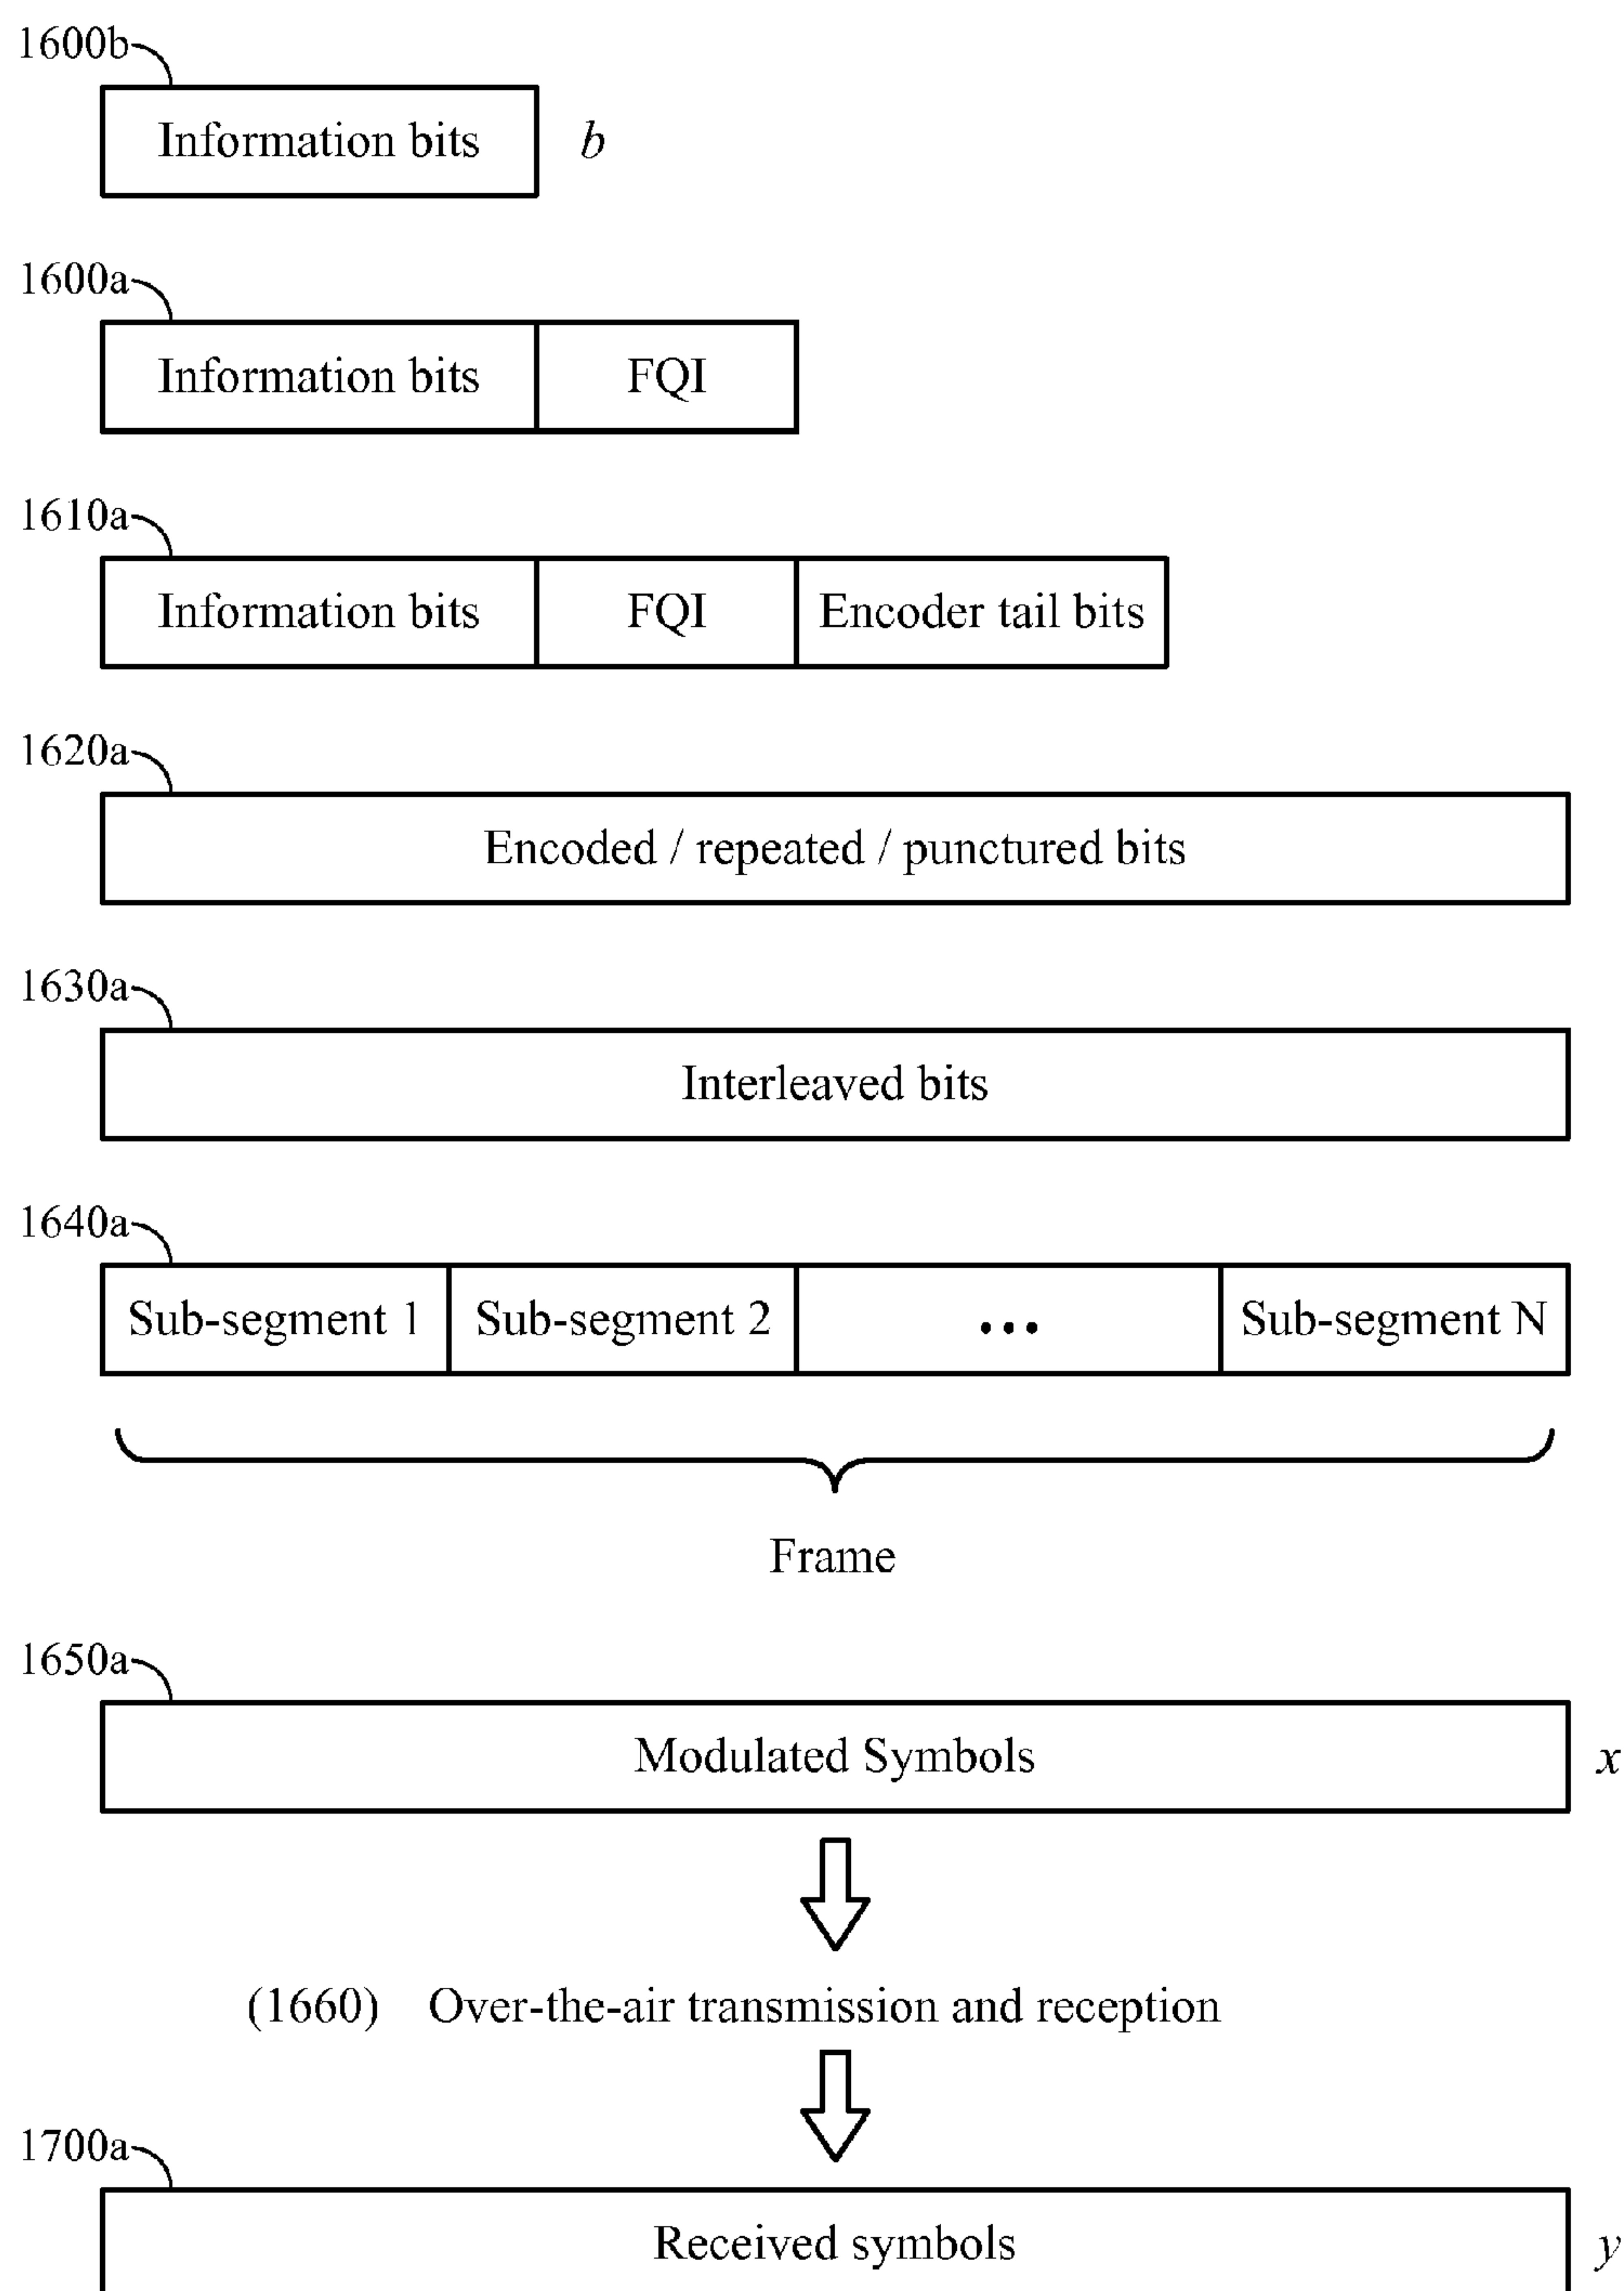 1600b
Information bits b
1600a
Information bits FQI
1610a
Information bits FQI Encoder tail bits
1620a
Encoded / repeated / punctured bits
1630a
Interleaved bits
1640a
Sub-segment 1 Sub-segment 2 ... Sub-segment N
Frame
1650a
Modulated Symbols x
(1660) Over-the-air transmission and reception
1700a
Received symbols y